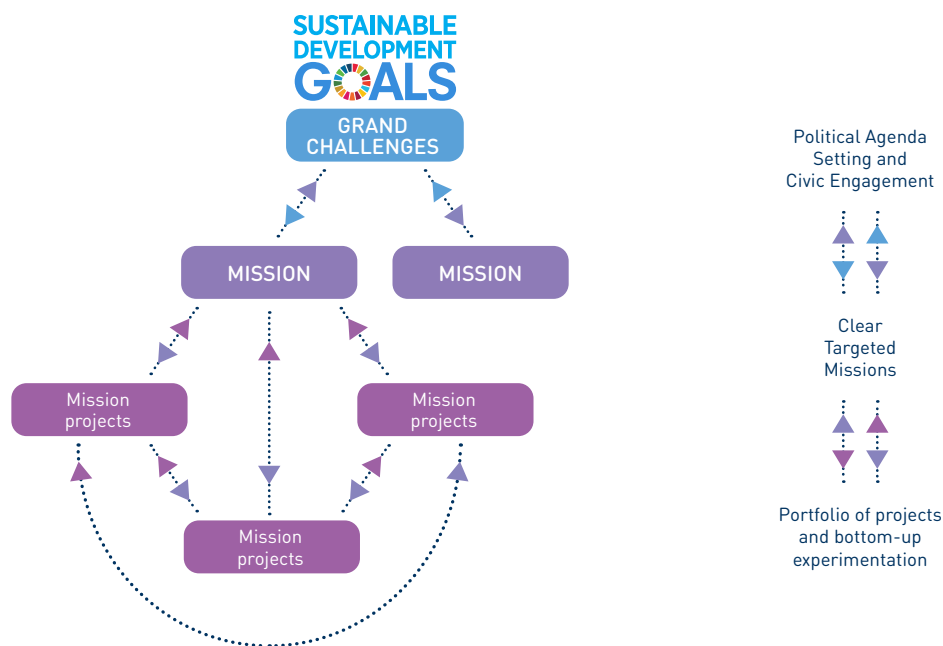 SUSTAINABLE
DEVELOPMENT
GOALS
GRAND
CHALLENGES
MISSION
MISSION
Mission
projects
Mission
projects
Mission
projects
Political Agenda
Setting and
Civic Engagement
Clear
Targeted
Missions
Portfolio of projects
and bottom-up
experimentation